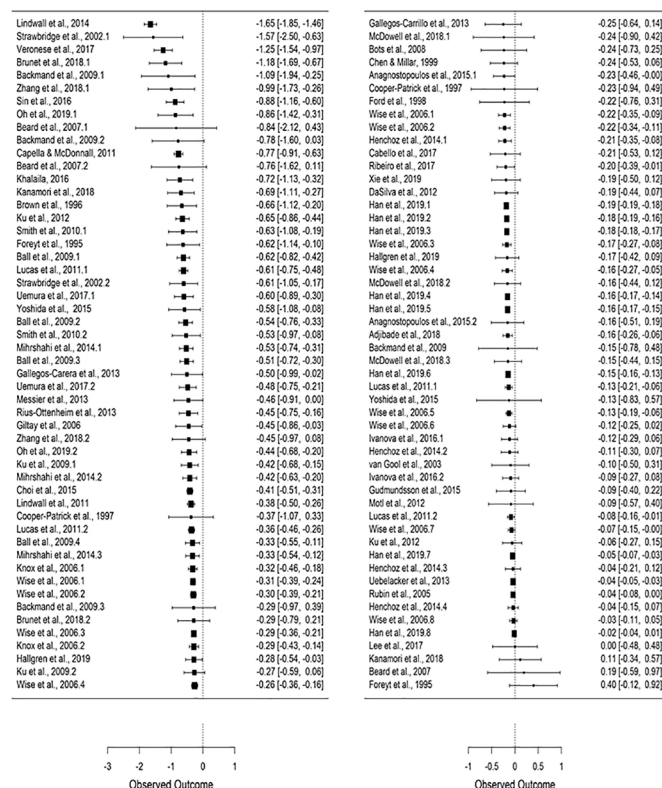 Lindwall et al., 2014 -1.65 [-1.85, -1.46]
Strawbridge et al., 2002.1 -1.57 [-2.50, -0.63]
Veronese et al., 2017 -1.25 [-1.54, -0.97]
Brunet et al., 2018.1 -1.18 [-1.69, -0.67]
Backmand et al., 2009.1 -1.09 [-1.94, -0.25]
Zhang et al., 2018.1 -0.99 [-1.73, -0.26]
Sin et al., 2016 -0.88 [-1.16, -0.60]
Oh et al., 2019.1 -0.86 [-1.42, -0.31]
Beard et al., 2007.1 -0.84 [-2.12, 0.43]
Backmand et al., 2009.2 -0.78 [-1.60, 0.03]
Capella & McDonnall, 2011 -0.77 [-0.91, -0.63]
Beard et al., 2007.2 -0.76 [-1.62, 0.11]
Khalaila, 2016 -0.72 [-1.13, -0.32]
Kanamori et al., 2018 -0.69 [-1.11, -0.27]
Brown et al., 1996 -0.66 [-1.12, -0.20]
Ku et al., 2012 -0.65 [-0.86, -0.44]
Smith et al., 2010.1 -0.63 [-1.08, -0.19]
Foreyt et al., 1995 -0.62 [-1.14, -0.10]
Ball et al., 2009.1 -0.62 [-0.82, -0.42]
Lucas et al., 2011.1 -0.61 [-0.75, -0.48]
Strawbridge et al., 2002.2 -0.61 [-1.05, -0.17]
Uemura et al., 2017.1 -0.60 [-0.89, -0.30]
Yoshida et al., 2015 -0.58 [-1.08, -0.08]
Ball et al., 2009.2 -0.54 [-0.76, -0.33]
Smith et al., 2010.2 -0.53 [-0.97, -0.08]
Mihrshahi et al., 2014.1 -0.53 [-0.74, -0.31]
Ball et al., 2009.3 -0.51 [-0.72, -0.30]
Gallegos-Carera et al., 2013 -0.50 [-0.99, -0.02]
Uemura et al., 2017.2 -0.48 [-0.75, -0.21]
Messier et al., 2013 -0.46 [-0.91, 0.00]
Rius-Ottenheim et al., 2013 -0.45 [-0.75, -0.16]
Giltay et al., 2006 -0.45 [-0.86, -0.03]
Zhang et al., 2018.2 -0.45 [-0.97, 0.08]
Oh et al., 2019.2 -0.44 [-0.68, -0.20]
Ku et al., 2009.1 -0.42 [-0.68, -0.15]
Mihrshahi et al., 2014.2 -0.42 [-0.63, -0.20]
Choi et al., 2015 -0.41 [-0.51, -0.31]
Lindwall et al., 2011 -0.38 [-0.50, -0.26]
Cooper-Patrick et al., 1997 -0.37 [-1.07, 0.33]
Lucas et al., 2011.2 -0.36 [-0.46, -0.26]
Ball et al., 2009.4 -0.33 [-0.55, -0.11]
Mihrshahi et al., 2014.3 -0.33 [-0.54, -0.12]
Knox et al., 2006.1 -0.32 [-0.46, -0.18]
Wise et al., 2006.1 -0.31 [-0.39, -0.24]
Wise et al., 2006.2 -0.30 [-0.39, -0.21]
Backmand et al., 2009.3 -0.29 [-0.97, 0.39]
Brunet et al., 2018.2 -0.29 [-0.79, 0.21]
Wise et al., 2006.3 -0.29 [-0.36, -0.21]
Knox et al., 2006.2 -0.29 [-0.43, -0.14]
Hallgren et al., 2019 -0.28 [-0.54, -0.03]
Ku et al., 2009.2 -0.27 [-0.59, 0.06]
Wise et al., 2006.4 -0.26 [-0.36, -0.16]
-3 -2 -1 0 1
Observed Outcome
Gallegos-Carrillo et al., 2013 -0.25 [-0.64, 0.14]
McDowell et al., 2018.1 -0.24 [-0.90, 0.42]
Bots et al., 2008 -0.24 [-0.73, 0.25]
Chen & Millar, 1999 -0.24 [-0.53, 0.06]
Anagnostopoulos et al., 2015.1 -0.23 [-0.46, -0.00]
Cooper-Patrick et al., 1997 -0.23 [-0.94, 0.49]
Ford et al., 1998 -0.22 [-0.76, 0.31]
Wise et al., 2006.1 -0.22 [-0.35, -0.09]
Wise et al., 2006.2 -0.22 [-0.34, -0.11]
Henchoz et al., 2014.1 -0.21 [-0.35, -0.08]
Cabello et al., 2017 -0.21 [-0.53, 0.12]
Ribeiro et al., 2017 -0.20 [-0.39, -0.01]
Xie et al., 2019 -0.19 [-0.50, 0.12]
DaSilva et al., 2012 -0.19 [-0.44, 0.07]
Han et al., 2019.1 -0.19 [-0.19, -0.18]
Han et al., 2019.2 -0.18 [-0.19, -0.16]
Han et al., 2019.3 -0.18 [-0.18, -0.17]
Wise et al., 2006.3 -0.17 [-0.27, -0.08]
Hallgren et al., 2019 -0.17 [-0.42, 0.09]
Wise et al., 2006.4 -0.16 [-0.27, -0.05]
McDowell et al., 2018.2 -0.16 [-0.44, 0.12]
Han et al., 2019.4 -0.16 [-0.17, -0.14]
Han et al., 2019.5 -0.16 [-0.17, -0.15]
Anagnostopoulos et al., 2015.2 -0.16 [-0.51, 0.19]
Adjibade et al., 2018 -0.16 [-0.26, -0.06]
Backmand et al., 2009 -0.15 [-0.78, 0.48]
McDowell et al., 2018.3 -0.15 [-0.44, 0.15]
Han et al., 2019.6 -0.15 [-0.16, -0.13]
Lucas et al., 2011.1 -0.13 [-0.21, -0.06]
Yoshida et al., 2015 -0.13 [-0.83, 0.57]
Wise et al., 2006.5 -0.13 [-0.19, -0.06]
Wise et al., 2006.6 -0.12 [-0.25, 0.02]
Ivanova et al., 2016.1 -0.12 [-0.29, 0.06]
Henchoz et al., 2014.2 -0.11 [-0.30, 0.07]
van Gool et al., 2003 -0.10 [-0.50, 0.31]
Ivanova et al., 2016.2 -0.09 [-0.27, 0.08]
Gudmundsson et al., 2015 -0.09 [-0.40, 0.22]
Motl et al., 2012 -0.09 [-0.57, 0.40]
Lucas et al., 2011.2 -0.08 [-0.16, -0.01]
Wise et al., 2006.7 -0.07 [-0.15, -0.00]
Ku et al., 2012 -0.06 [-0.27, 0.15]
Han et al., 2019.7 -0.05 [-0.07, -0.03]
Henchoz et al., 2014.3 -0.04 [-0.21, 0.12]
Uebelacker et al., 2013 -0.04 [-0.05, -0.03]
Rubin et al., 2005 -0.04 [-0.08, 0.00]
Henchoz et al., 2014.4 -0.04 [-0.15, 0.07]
Wise et al., 2006.8 -0.03 [-0.11, 0.05]
Han et al., 2019.8 -0.02 [-0.04, 0.01]
Lee et al., 2017 0.00 [-0.48, 0.48]
Kanamori et al., 2018 0.11 [-0.34, 0.57]
Beard et al., 2007 0.19 [-0.59, 0.97]
Foreyt et al., 1995 0.40 [-0.12, 0.92]
-1 -0.5 0 0.5 1
Observed Outcome